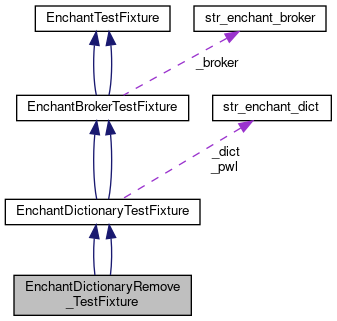 EnchantTestFixture
str_enchant_broker
_broker
EnchantBrokerTestFixture
str_enchant_dict
_dict
_pwl
EnchantDictionaryTestFixture
EnchantDictionaryRemove
_TestFixture